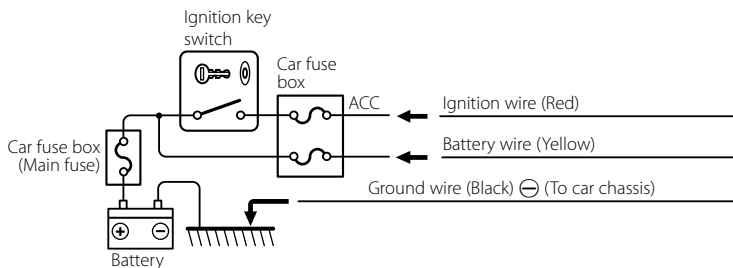 Ignition key
switch
Car fuse
box
ACC
Ignition wire (Red)
Car fuse box
(Main fuse)
Battery wire (Yellow)
Ground wire (Black) ⊖ (To car chassis)
+ −
Battery